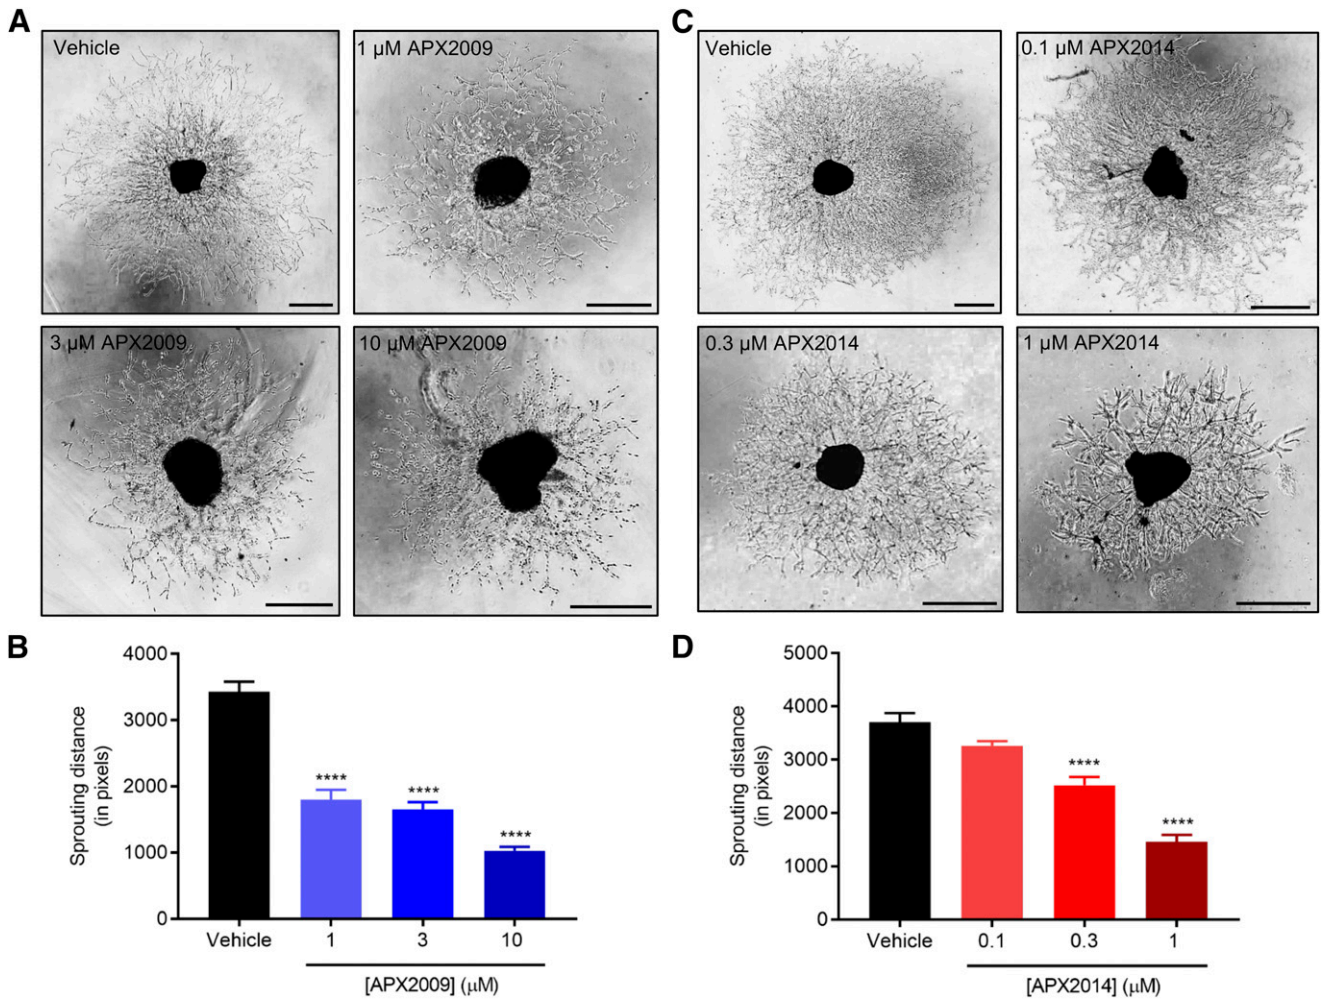 A
Vehicle
1 μM APX2009
3 μM APX2009
10 μM APX2009
C
Vehicle
0.1 μM APX2014
0.3 μM APX2014
1 μM APX2014
B
Sprouting distance
(in pixels)
4000
3000
2000
1000
0
****
****
****
Vehicle
1
3
10
[APX2009] (μM)
D
Sprouting distance
(in pixels)
5000
4000
3000
2000
1000
0
****
****
Vehicle
0.1
0.3
1
[APX2014] (μM)